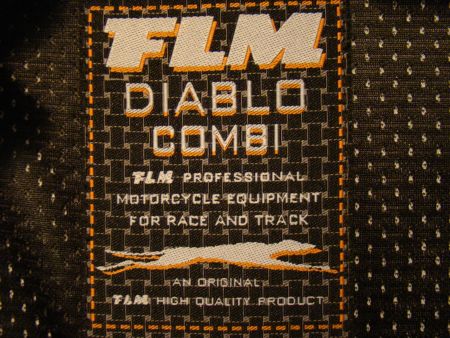 FLM
DIABLO
COMBI
FLM PROFESSIONAL
MOTORCYCLE EQUIPMENT
FOR RACE AND TRACK
AN ORIGINAL
FLM HIGH QUALITY PRODUCT